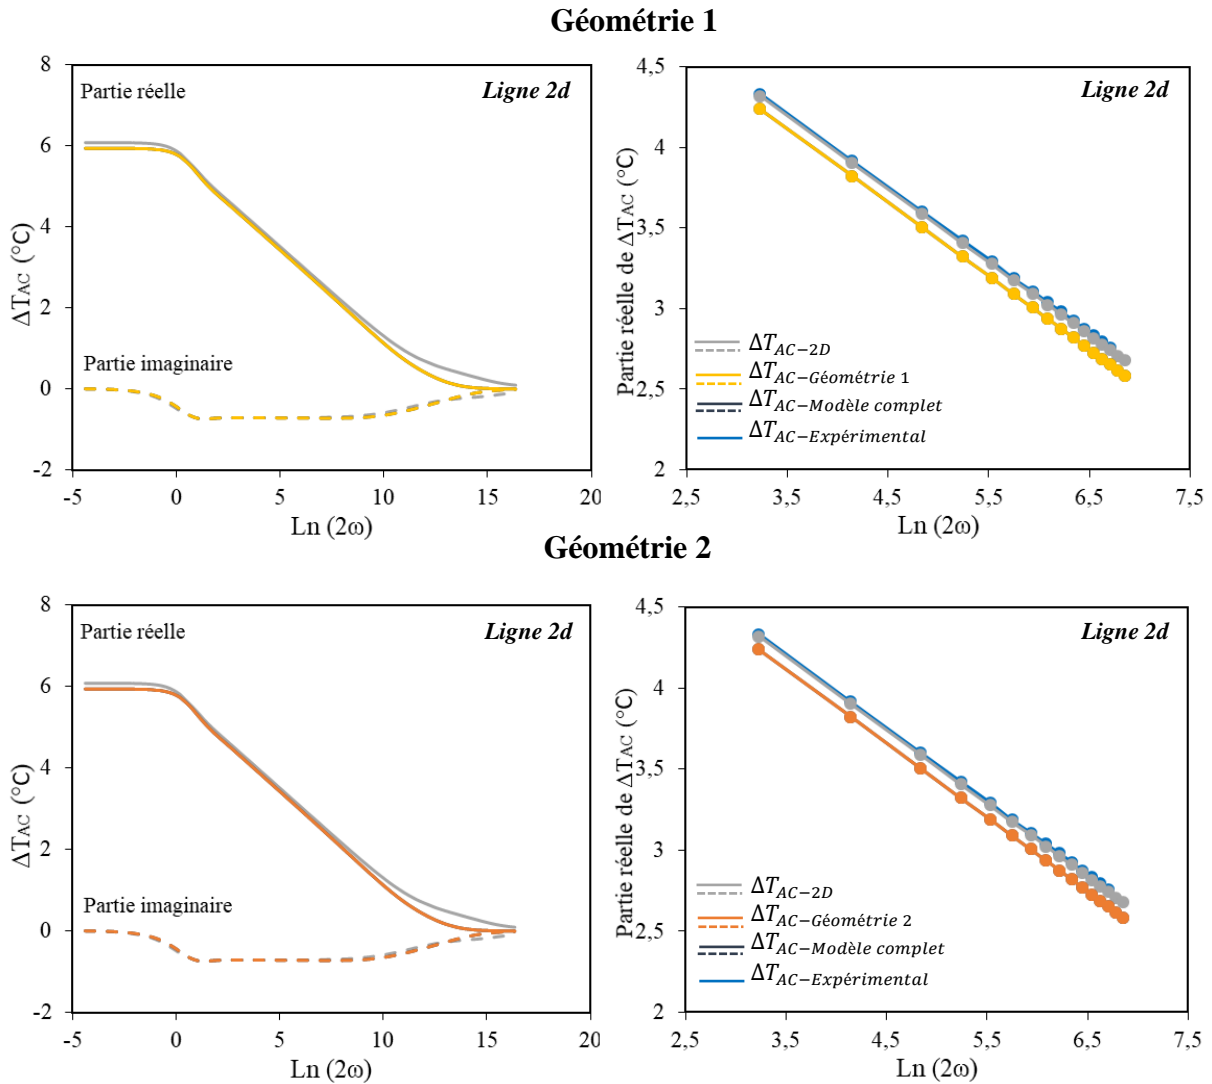 Géométrie 1
8
6
4
2
0
-2
-5
0
5
10
15
20
ΔTAC (°C)
Ln (2ω)
Partie réelle
Ligne 2d
Partie imaginaire
4,5
4
3,5
3
2,5
2
2,5
3,5
4,5
5,5
6,5
7,5
Partie réelle de ΔTAC (°C)
Ln (2ω)
Ligne 2d
ΔTAC−2D
ΔTAC−Géométrie 1
ΔTAC−Modèle complet
ΔTAC−Expérimental
Géométrie 2
8
6
4
2
0
-2
-5
0
5
10
15
20
ΔTAC (°C)
Ln (2ω)
Partie réelle
Ligne 2d
Partie imaginaire
4,5
4
3,5
3
2,5
2
2,5
3,5
4,5
5,5
6,5
7,5
Partie réelle de ΔTAC (°C)
Ln (2ω)
Ligne 2d
ΔTAC−2D
ΔTAC−Géométrie 2
ΔTAC−Modèle complet
ΔTAC−Expérimental